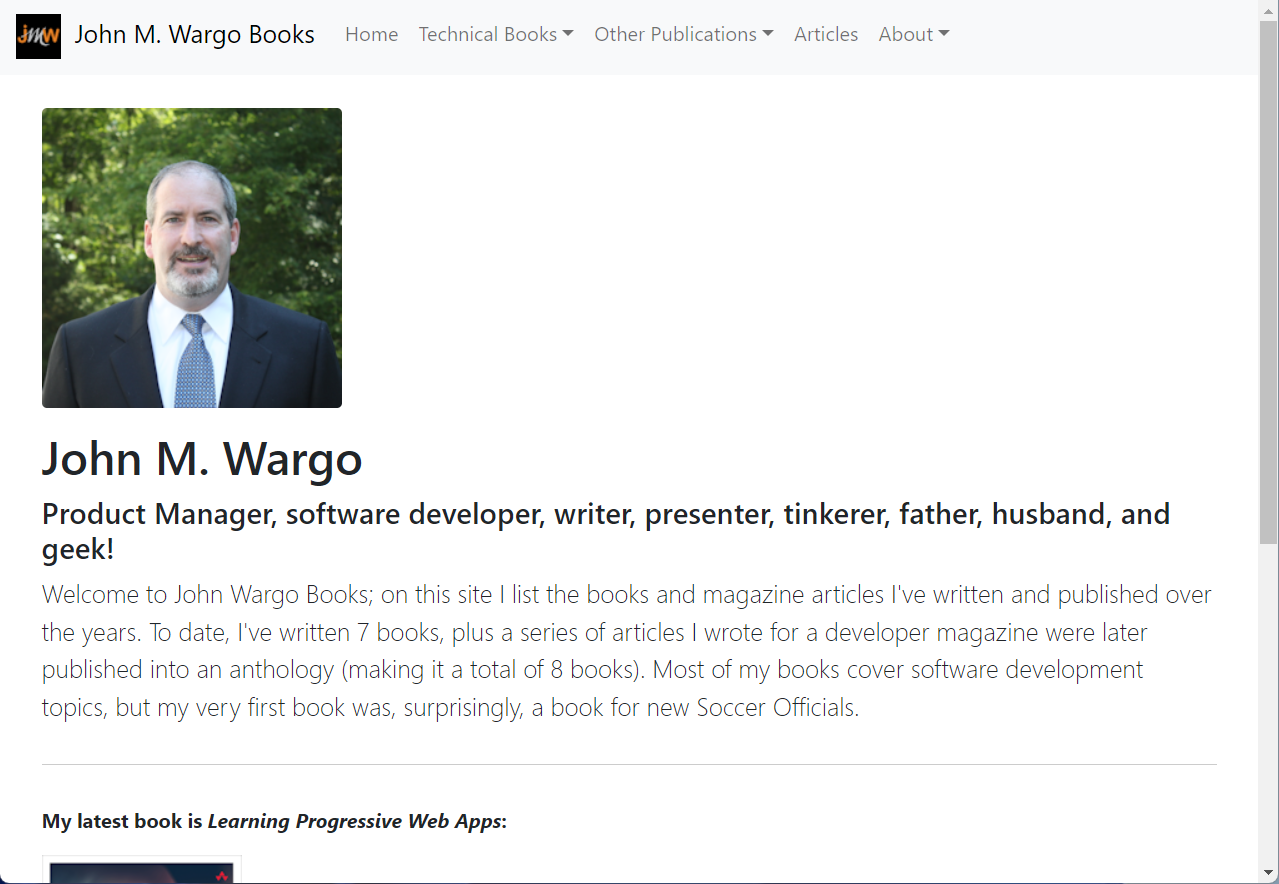 JMW John M. Wargo Books Home Technical Books Other Publications Articles About
John M. Wargo
Product Manager, software developer, writer, presenter, tinkerer, father, husband, and
geek!
Welcome to John Wargo Books; on this site I list the books and magazine articles I've written and published over
the years. To date, I've written 7 books, plus a series of articles I wrote for a developer magazine were later
published into an anthology (making it a total of 8 books). Most of my books cover software development
topics, but my very first book was, surprisingly, a book for new Soccer Officials.
My latest book is Learning Progressive Web Apps: